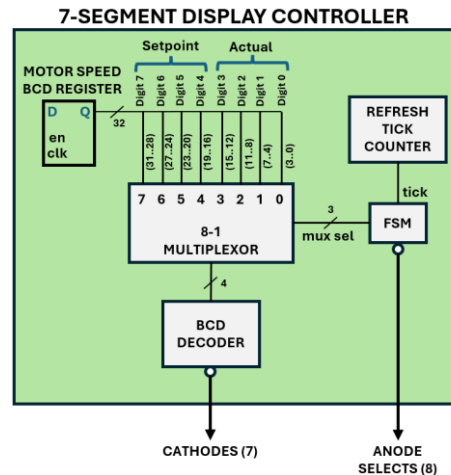 7-SEGMENT DISPLAY CONTROLLER
Setpoint Actual
MOTOR SPEED
BCD REGISTER
D Q
en
clk
32
Digit 7
Digit 6
Digit 5
Digit 4
Digit 3
Digit 2
Digit 1
Digit 0
(31..28)
(27..24)
(23..20)
(19..16)
(15..12)
(11..8)
(7..4)
(3..0)
REFRESH
TICK
COUNTER
tick
7 6 5 4 3 2 1 0
8-1
MULTIPLEXOR
3
mux sel
FSM
4
BCD
DECODER
CATHODES (7)
ANODE
SELECTS (8)